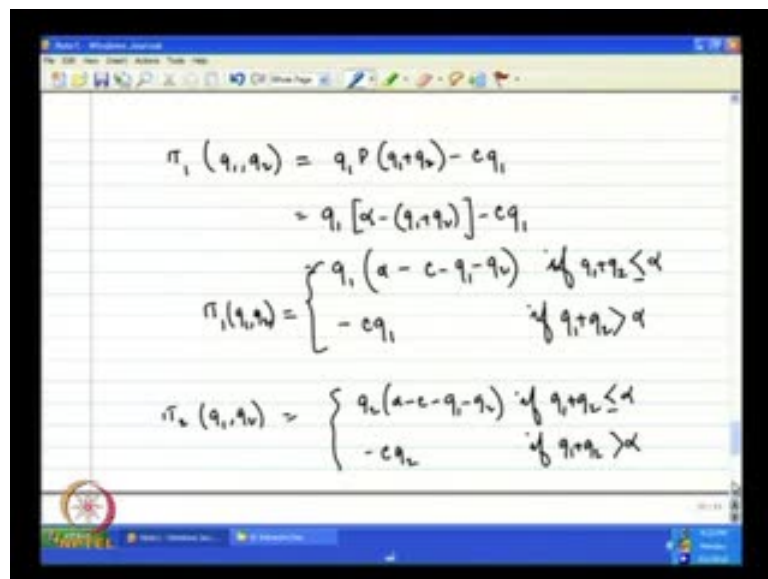 π₁ (q₁, q₂) = q₁ P (q₁+q₂) - cq₁
= q₁ [α-(q₁+q₂)] - cq₁
π₁(q₁,q₂) = { q₁ (α - c - q₁ - q₂) if q₁+q₂ ≤ α
- cq₁ if q₁+q₂ > α
π₂ (q₁, q₂) = { q₂ (α-c-q₁-q₂) if q₁+q₂ ≤ α
- cq₂ if q₁+q₂ > α
NPTEL